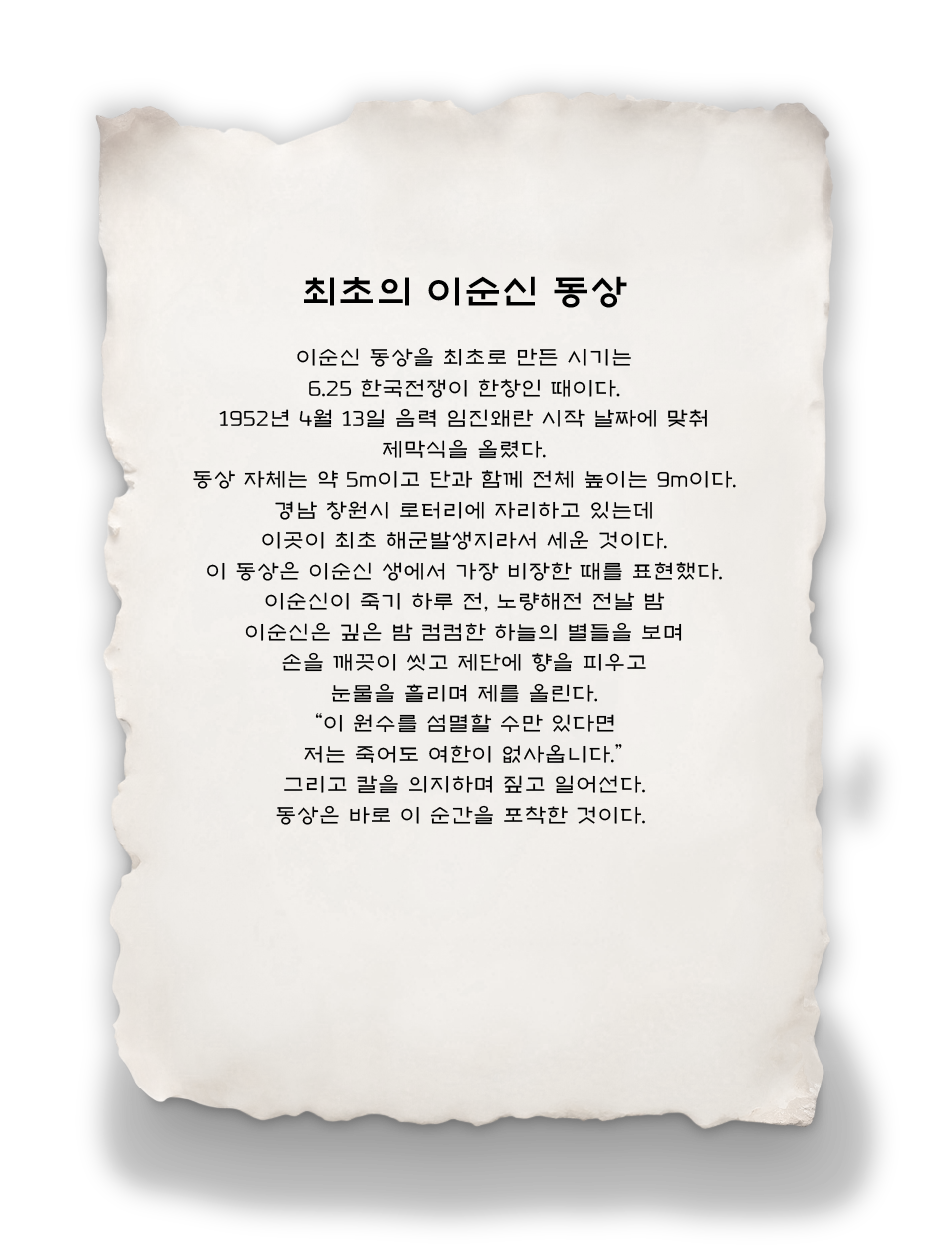 최초의 이순신 동상
이순신 동상을 최초로 만든 시기는
6.25 한국전쟁이 한창인 때이다.
1952년 4월 13일 음력 임진왜란 시작 날짜에 맞춰
제막식을 올렸다.
동상 자체는 약 5m이고 단과 함께 전체 높이는 9m이다.
경남 창원시 로터리에 자리하고 있는데
이곳이 최초 해군발생지라서 세운 것이다.
이 동상은 이순신 생에서 가장 비장한 때를 표현했다.
이순신이 죽기 하루 전, 노량해전 전날 밤
이순신은 깊은 밤 컴컴한 하늘의 별들을 보며
손을 깨끗이 씻고 제단에 향을 피우고
눈물을 흘리며 제를 올린다.
“이 원수를 섬멸할 수만 있다면
저는 죽어도 여한이 없사옵니다.”
그리고 칼을 의지하며 짚고 일어선다.
동상은 바로 이 순간을 포착한 것이다.